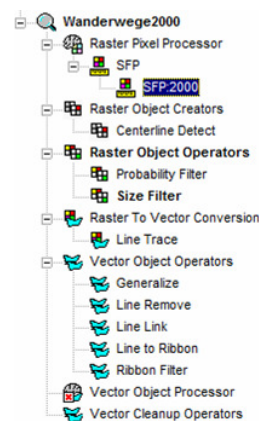 Wanderwege2000
Raster Pixel Processor
SFP
SFP:2000
Raster Object Creators
Centerline Detect
Raster Object Operators
Probability Filter
Size Filter
Raster To Vector Conversion
Line Trace
Vector Object Operators
Generalize
Line Remove
Line Link
Line to Ribbon
Ribbon Filter
Vector Object Processor
Vector Cleanup Operators